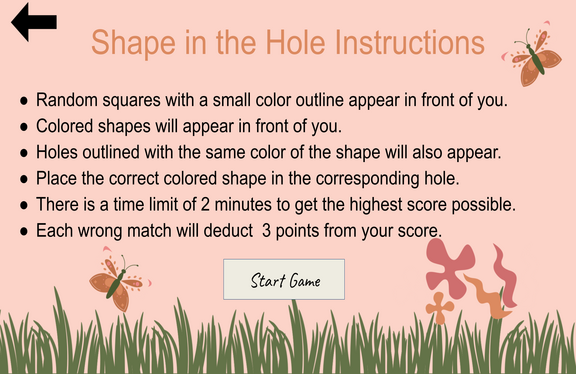 Shape in the Hole Instructions
● Random squares with a small color outline appear in front of you.
● Colored shapes will appear in front of you.
● Holes outlined with the same color of the shape will also appear.
● Place the correct colored shape in the corresponding hole.
● There is a time limit of 2 minutes to get the highest score possible.
● Each wrong match will deduct  3 points from your score.
Start Game